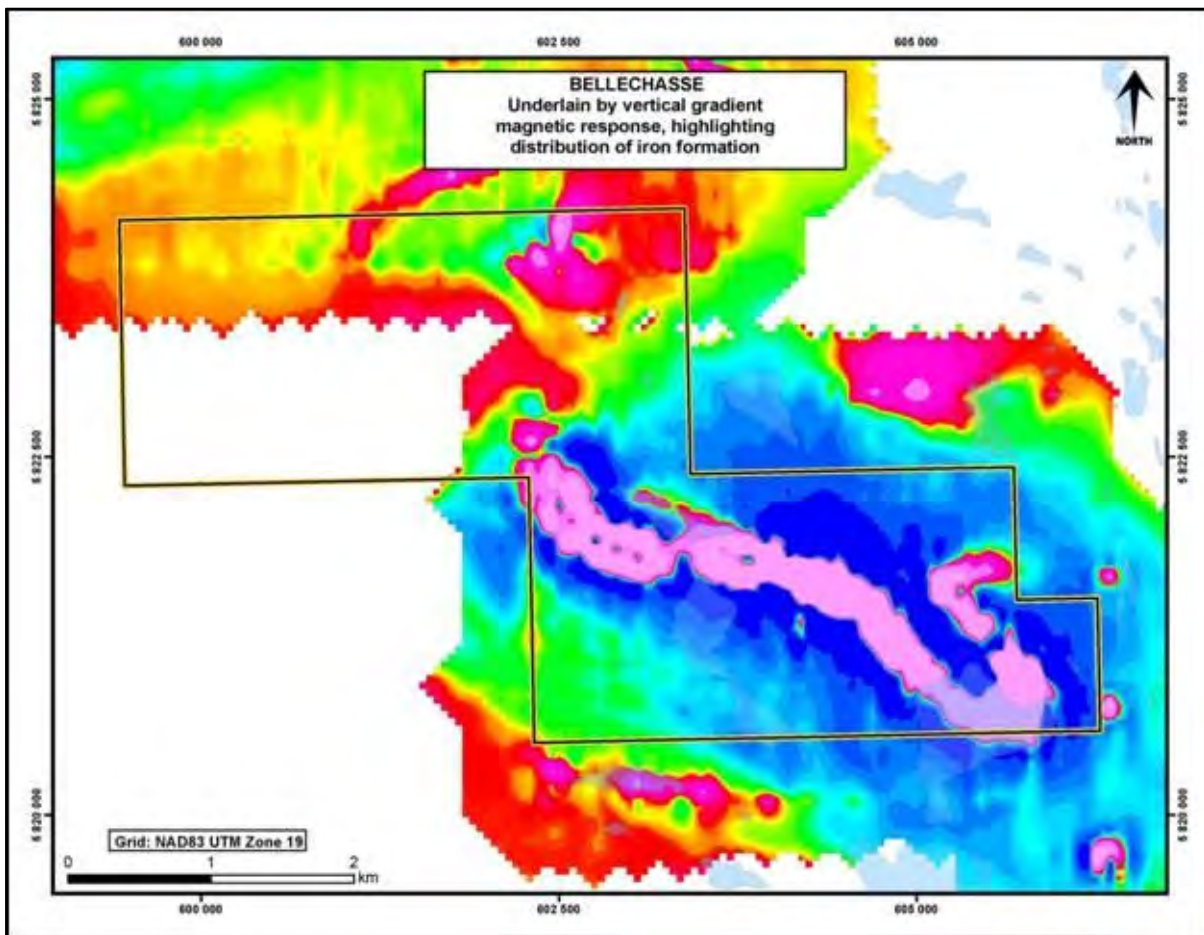 600 000
602 500
605 000
BELLECHASSE
Underlain by vertical gradient
magnetic response, highlighting
distribution of iron formation
NORTH
5 825 000
5 825 000
5 822 500
5 822 500
5 820 000
5 820 000
Grid: NAD83 UTM Zone 19
0 1 2
km
600 000
602 500
605 000